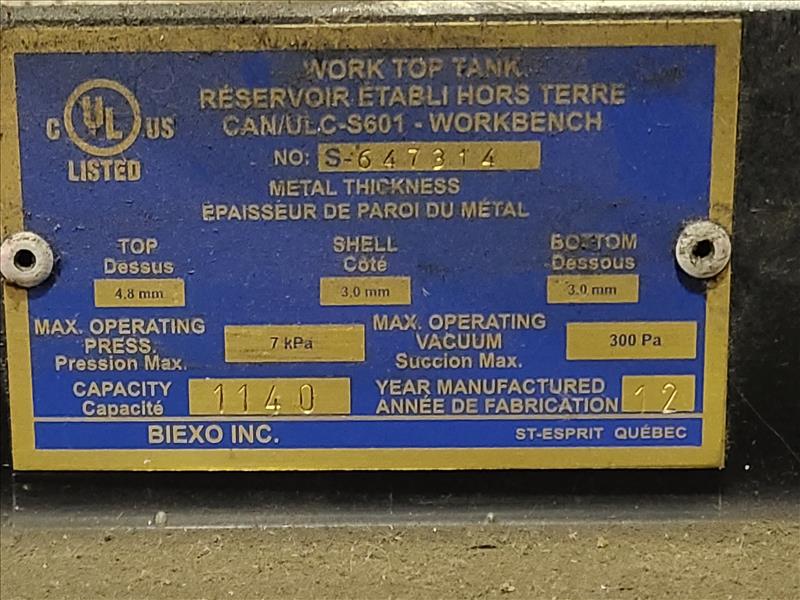 WORK TOP TANK
RÉSERVOIR ÉTABLI HORS TERRE
CAN/ULC-S601 - WORKBENCH
C UL US
LISTED
NO: S-647314
METAL THICKNESS
ÉPAISSEUR DE PAROI DU MÉTAL
TOP SHELL BOTTOM
Dessus Côté Dessous
4.8 mm 3,0 mm 3.0 mm
MAX. OPERATING PRESS.
Pression Max.
7 kPa
MAX. OPERATING VACUUM
Succion Max.
300 Pa
CAPACITY
Capacité
1140
YEAR MANUFACTURED
ANNÉE DE FABRICATION
12
BIEXO INC. ST-ESPRIT QUÉBEC